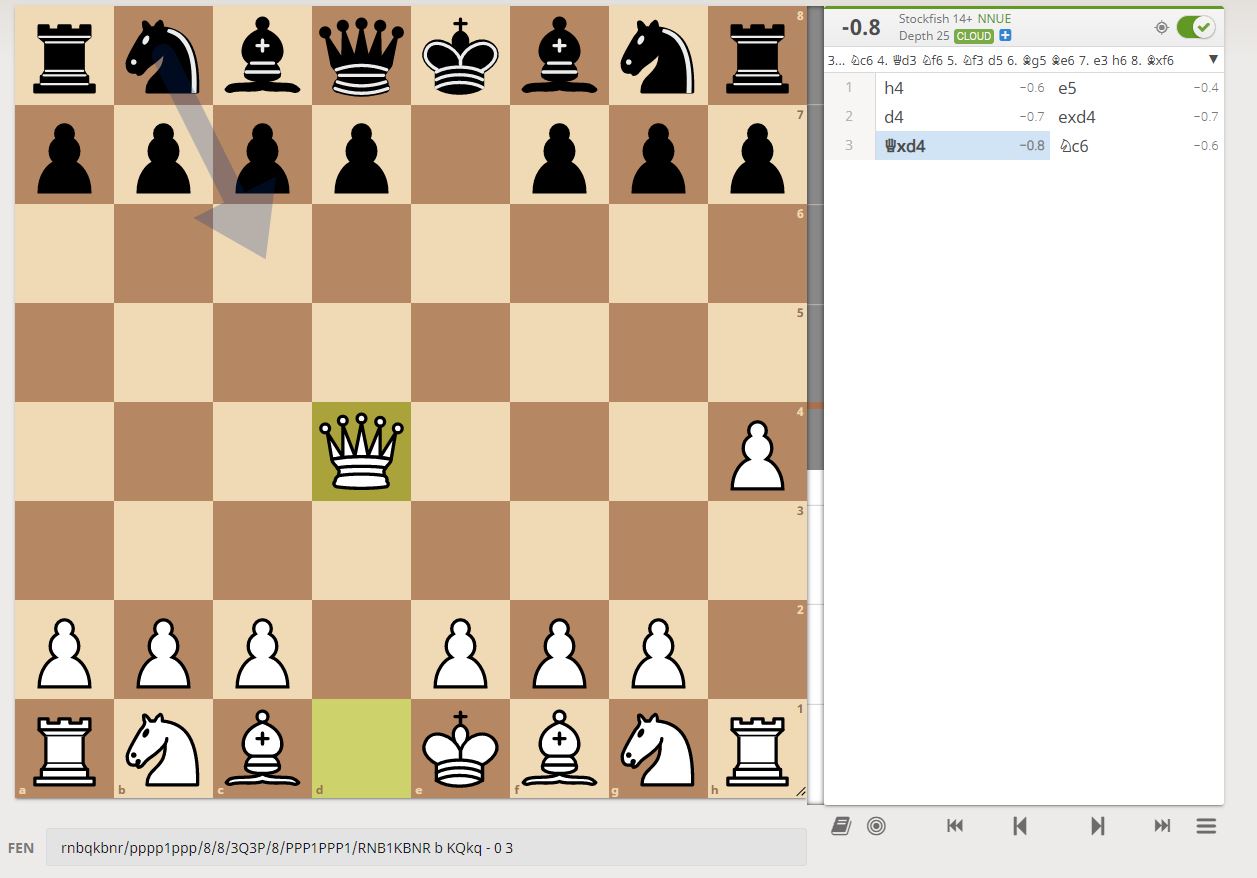 8
7
6
5
4
3
2
1
a b c d e f g h
-0.8
Stockfish 14+ NNUE
Depth 25 CLOUD
3... ♘c6 4. ♕d3 ♘f6 5. ♘f3 d5 6. ♗g5 ♗e6 7. e3 h6 8. ♗xf6
1 h4 −0.6 e5 −0.4
2 d4 −0.7 exd4 −0.7
3 ♕xd4 −0.8 ♘c6 −0.6
FEN rnbqkbnr/pppp1ppp/8/8/3Q3P/8/PPP1PPP1/RNB1KBNR b KQkq - 0 3